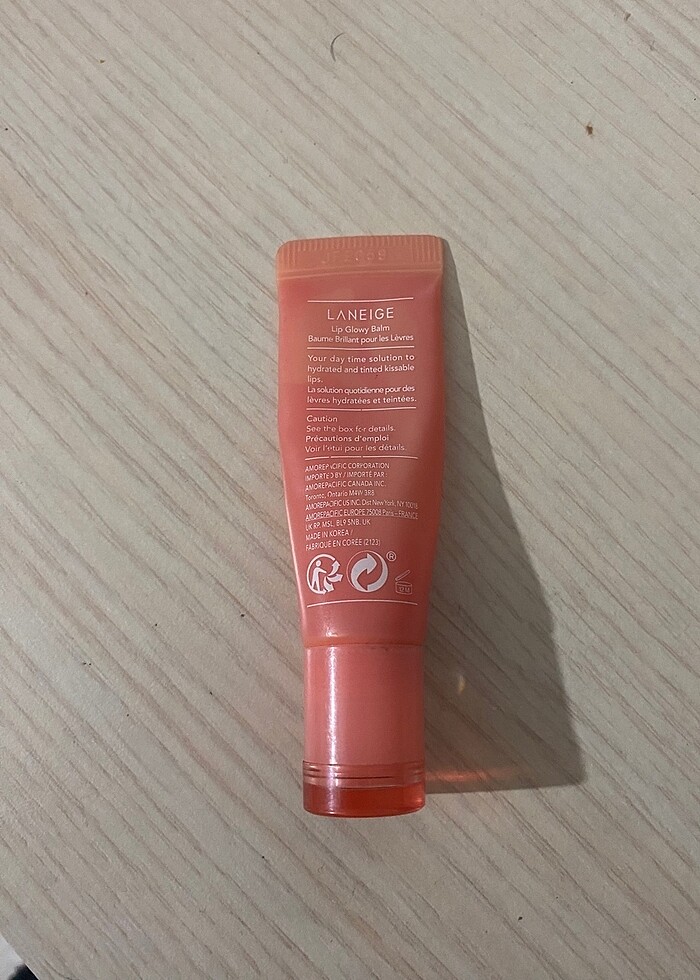 LANEIGE
Lip Glowy Balm
Baume Brillant pour les Lèvres
Your day time solution to
hydrated and tinted kissable
lips.
La solution quotidienne pour des
lèvres hydratées et teintées.
Caution
See the box for details.
Précautions d'emploi
Voir l'étui pour les détails.
AMOREPACIFIC CORPORATION
IMPORTED BY / IMPORTÉ PAR
AMOREPACIFIC CANADA INC.
Toronto, Ontario M4W 3R8
AMOREPACIFIC US INC. Dist New York, NY 10018
AMOREPACIFIC EUROPE 75008 Paris - FRANCE
UK RP. MSL, BL9 5NB. UK
MADE IN KOREA /
FABRIQUÉ EN CORÉE (2123)
®
12 M